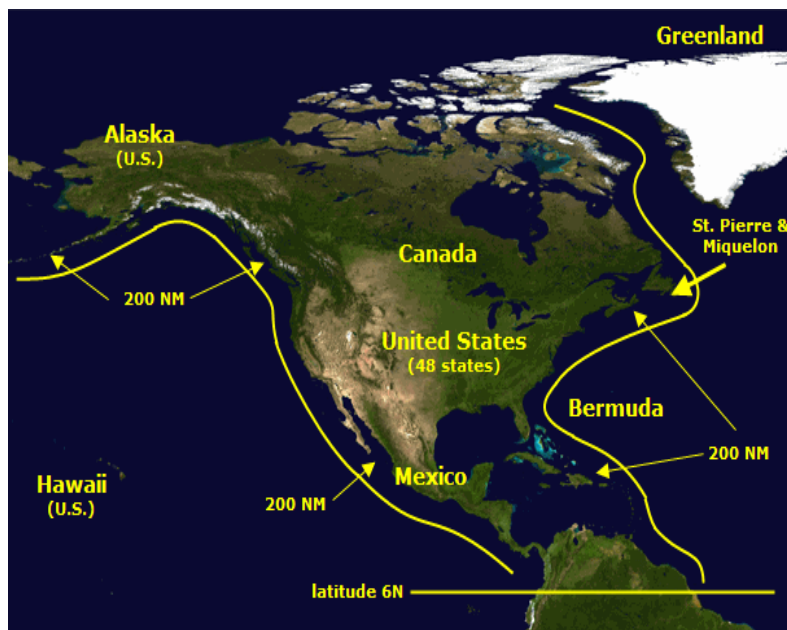 Greenland
Alaska
(U.S.)
St. Pierre &
Miquelon
Canada
200 NM
United States
(48 states)
Bermuda
200 NM
Mexico
Hawaii
(U.S.)
200 NM
latitude 6N